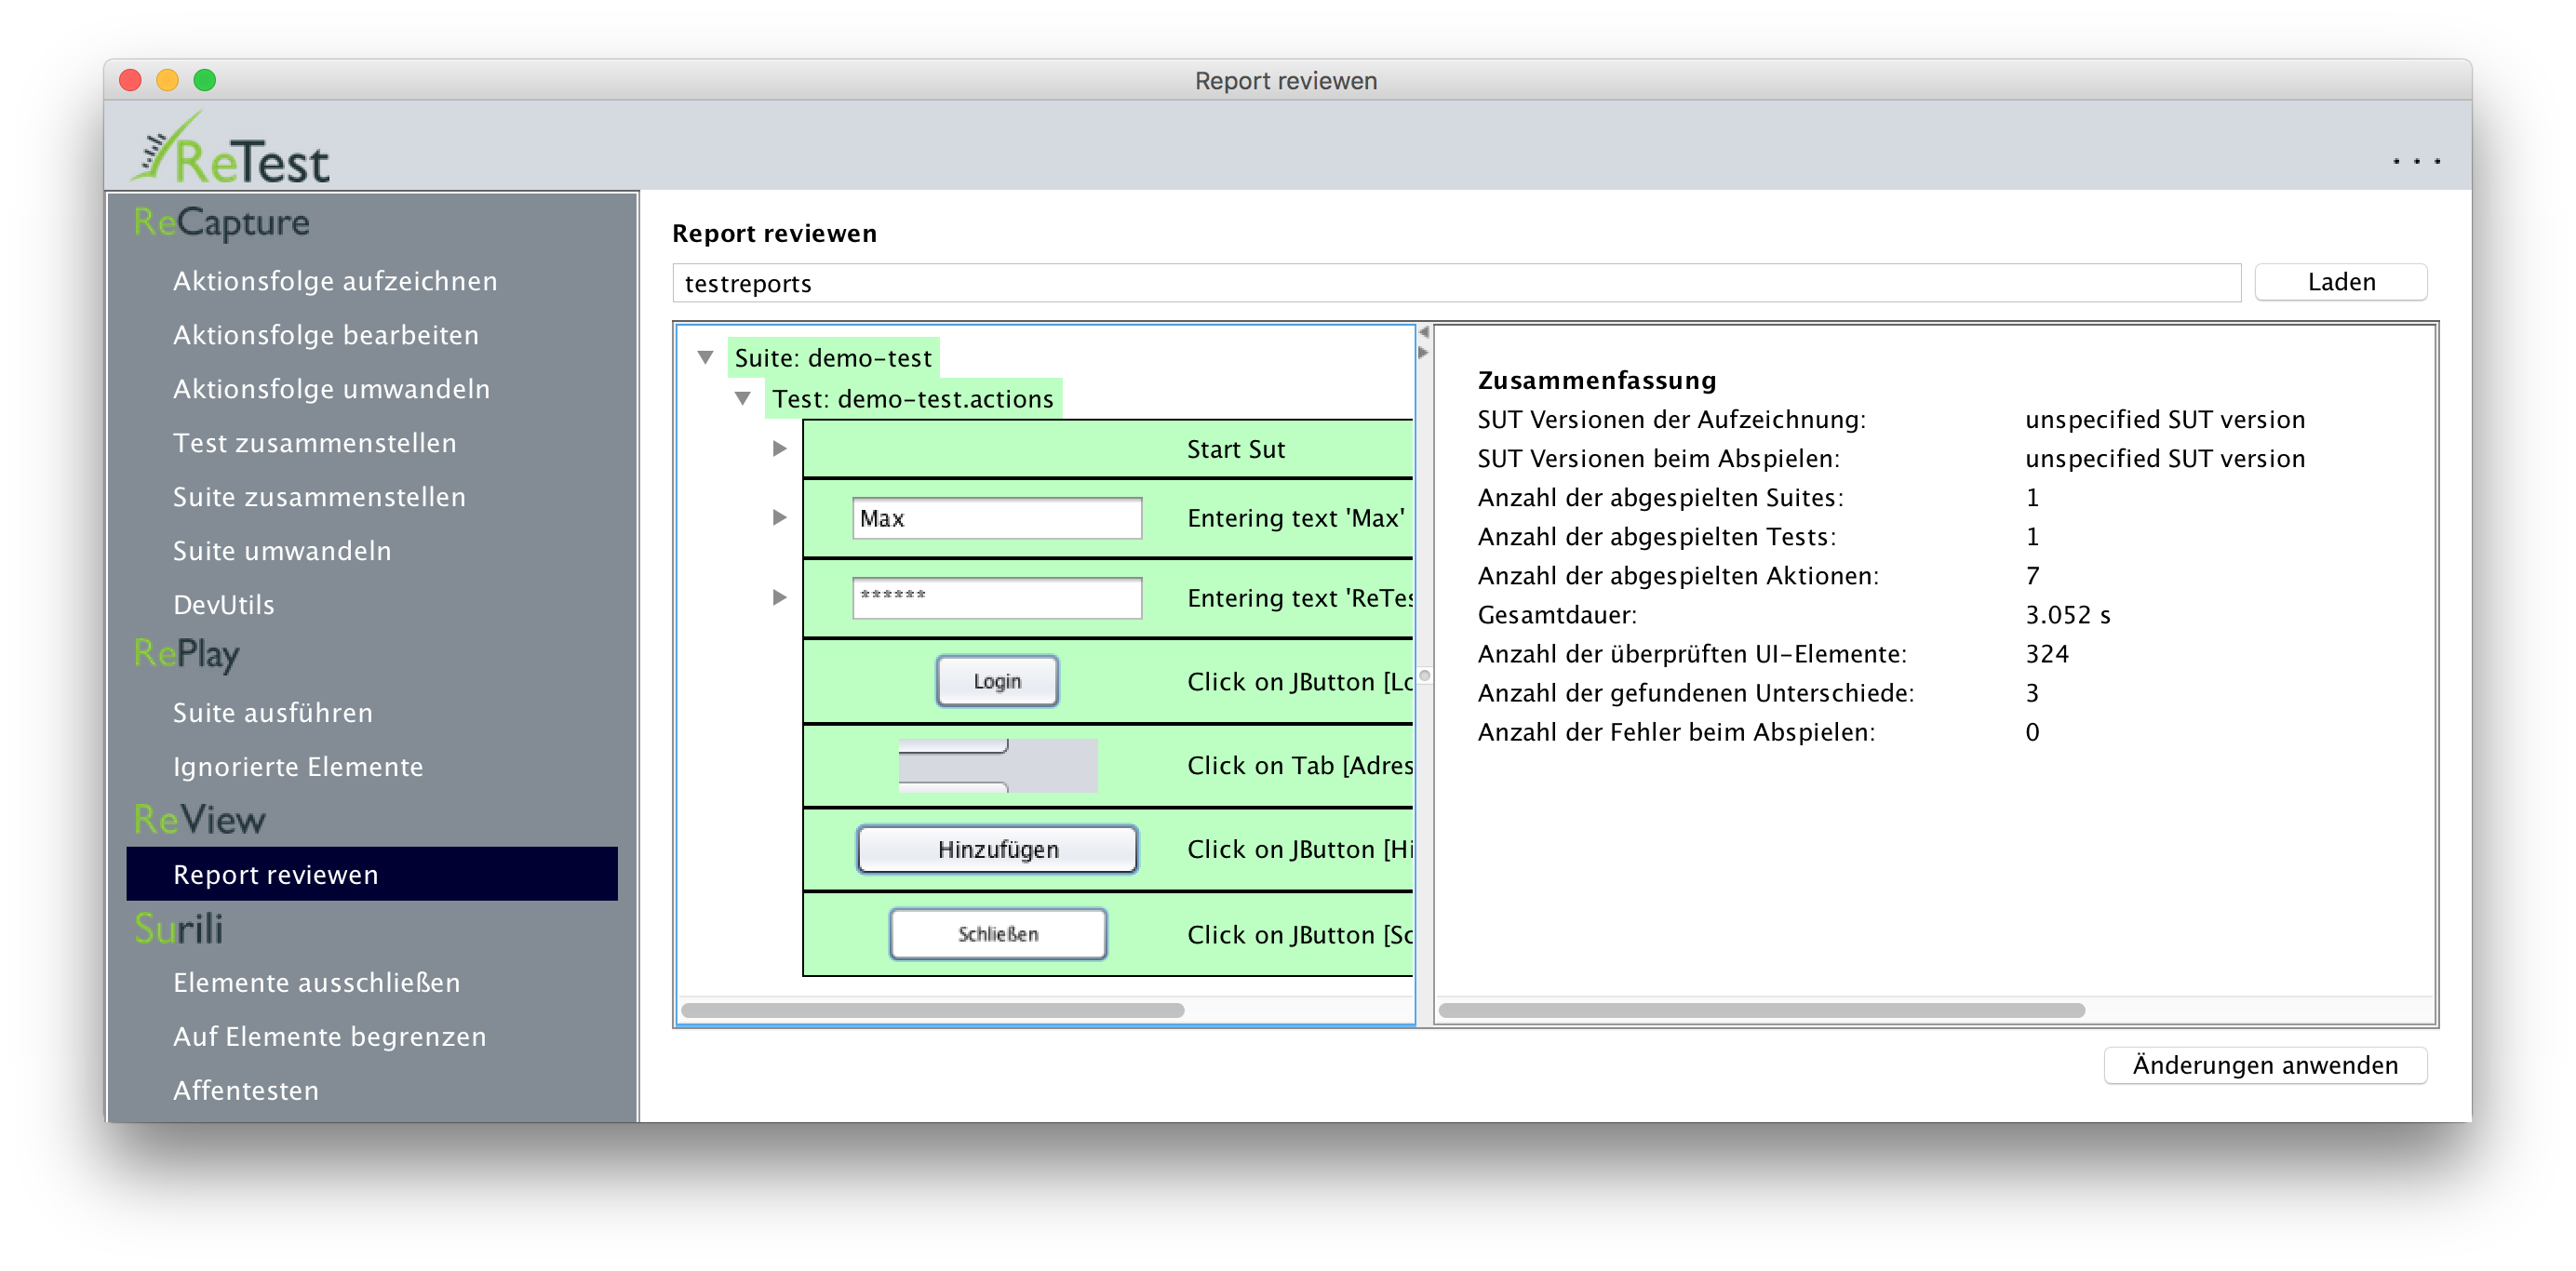 Report reviewen
ReTest
...
ReCapture
Aktionsfolge aufzeichnen
Aktionsfolge bearbeiten
Aktionsfolge umwandeln
Test zusammenstellen
Suite zusammenstellen
Suite umwandeln
DevUtils
RePlay
Suite ausführen
Ignorierte Elemente
ReView
Report reviewen
Surili
Elemente ausschließen
Auf Elemente begrenzen
Affentesten
Report reviewen
testreports
Laden
Suite: demo-test
Test: demo-test.actions
Start Sut
Max Entering text 'Max'
****** Entering text 'ReTes
Login Click on JButton [Lo
Click on Tab [Adres
Hinzufügen Click on JButton [Hi
Schließen Click on JButton [Sc
Zusammenfassung
SUT Versionen der Aufzeichnung: unspecified SUT version
SUT Versionen beim Abspielen: unspecified SUT version
Anzahl der abgespielten Suites: 1
Anzahl der abgespielten Tests: 1
Anzahl der abgespielten Aktionen: 7
Gesamtdauer: 3.052 s
Anzahl der überprüften UI-Elemente: 324
Anzahl der gefundenen Unterschiede: 3
Anzahl der Fehler beim Abspielen: 0
Änderungen anwenden